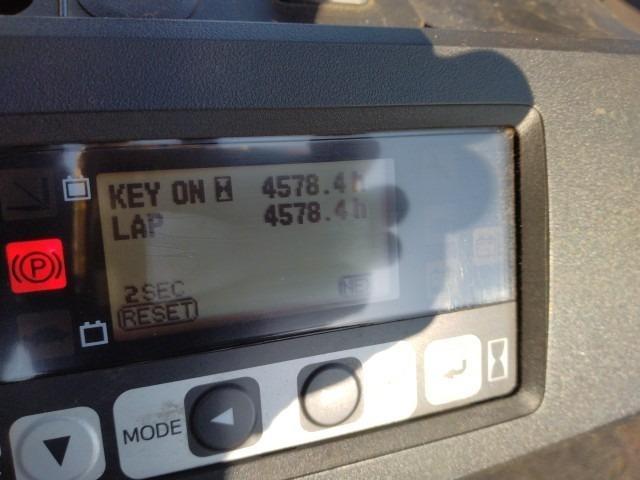 KEY ON 4578.4h
LAP 4578.4h
2SEC
RESET
P
MODE